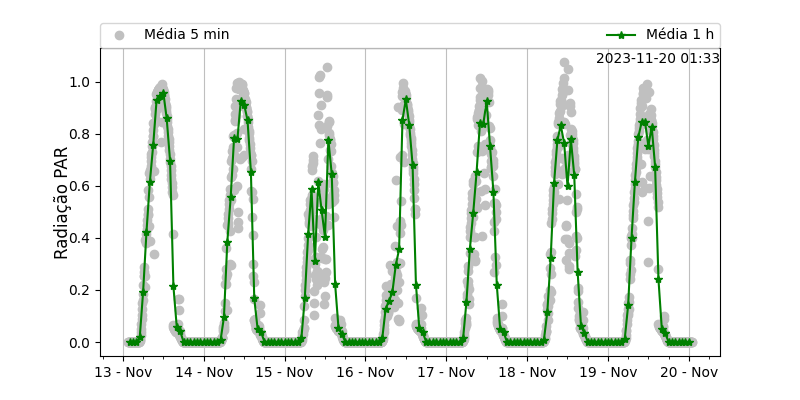 Média 5 min
Média 1 h
2023-11-20 01:33
Radiação PAR
1.0
0.8
0.6
0.4
0.2
0.0
13 - Nov
14 - Nov
15 - Nov
16 - Nov
17 - Nov
18 - Nov
19 - Nov
20 - Nov